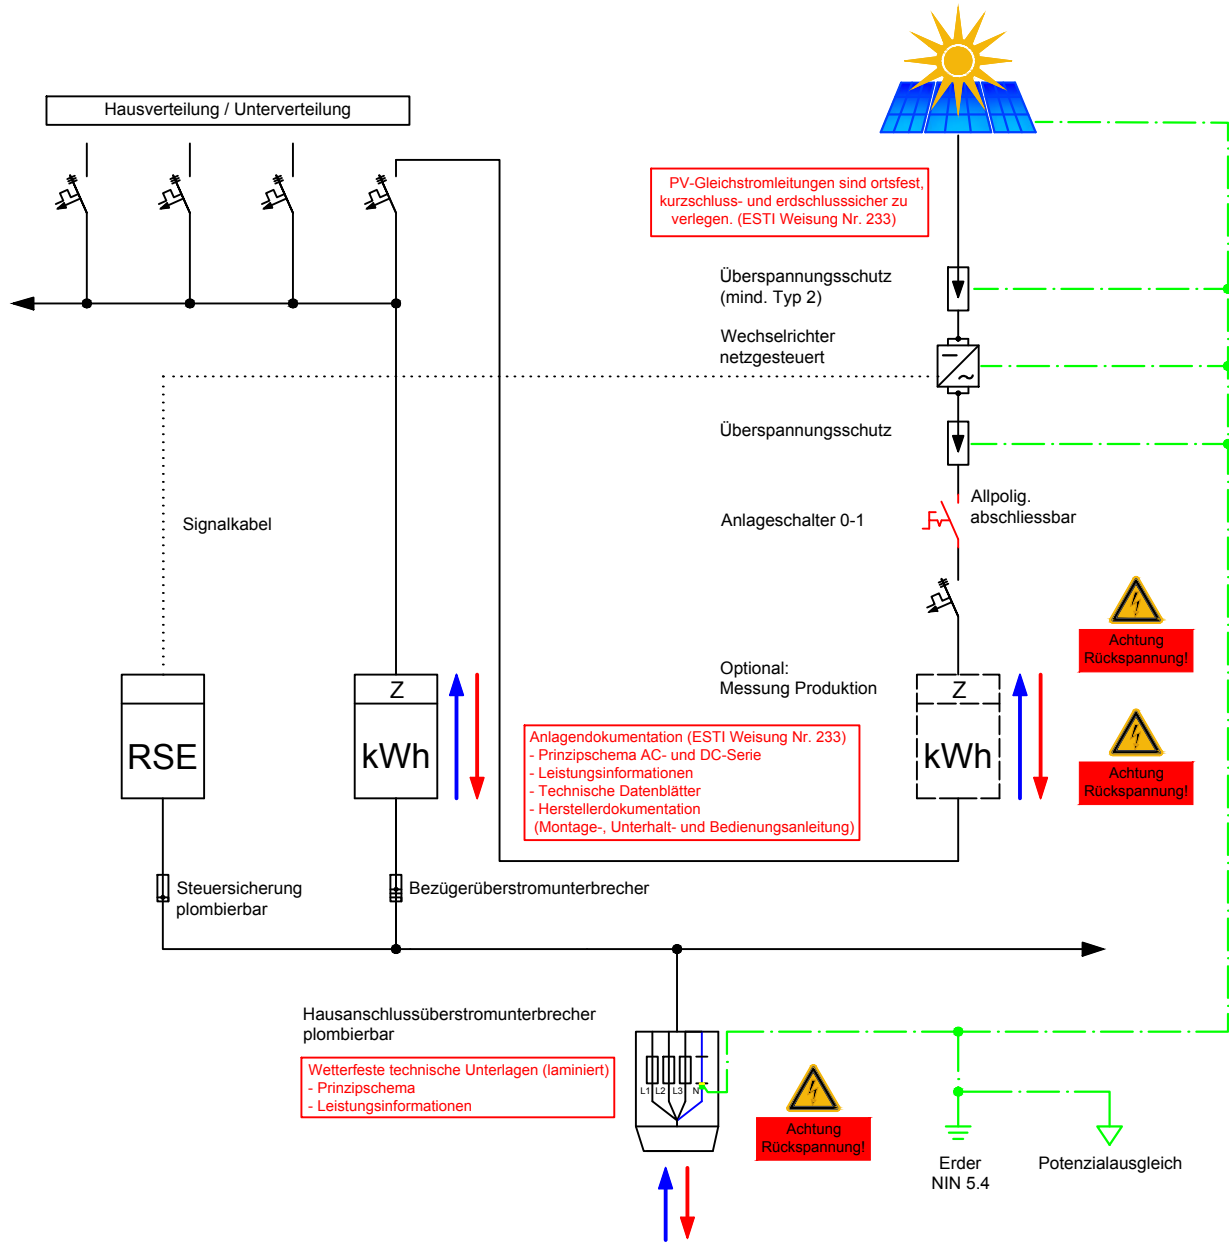 Hausverteilung / Unterverteilung
PV-Gleichstromleitungen sind ortsfest,
kurzschluss- und erdschlusssicher zu
verlegen. (ESTI Weisung Nr. 233)
Überspannungsschutz
(mind. Typ 2)
Wechselrichter
netzgesteuert
Überspannungsschutz
Signalkabel
Anlageschalter 0-1
Allpolig.
abschliessbar
Achtung
Rückspannung!
Optional:
Messung Produktion
RSE
Z
kWh
Z
kWh
Achtung
Rückspannung!
Anlagendokumentation (ESTI Weisung Nr. 233)
- Prinzipschema AC- und DC-Serie
- Leistungsinformationen
- Technische Datenblätter
- Herstellerdokumentation
(Montage-, Unterhalt- und Bedienungsanleitung)
Steuersicherung
plombierbar
Bezügerüberstromunterbrecher
Hausanschlussüberstromunterbrecher
plombierbar
Wetterfeste technische Unterlagen (laminiert)
- Prinzipschema
- Leistungsinformationen
L1 L2 L3 N
Achtung
Rückspannung!
Erder
NIN 5.4
Potenzialausgleich